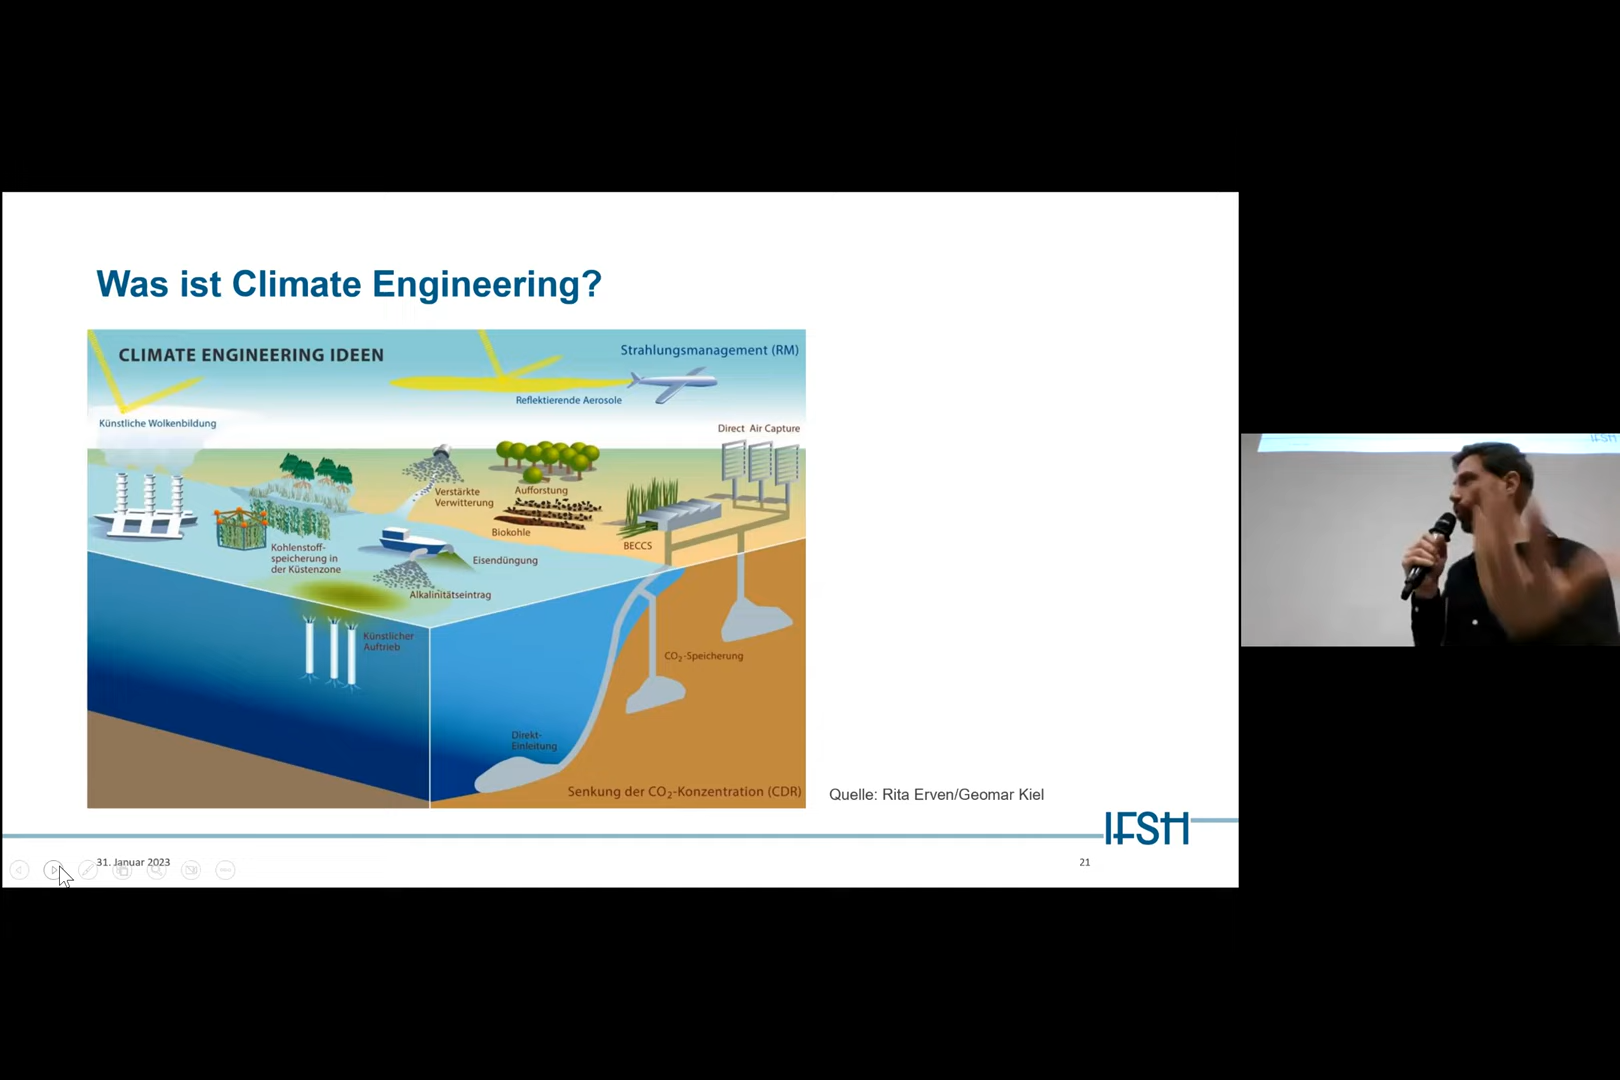 Was ist Climate Engineering?
CLIMATE ENGINEERING IDEEN
Strahlungsmanagement (RM)
Reflektierende Aerosole
Künstliche Wolkenbildung
Direct Air Capture
Verstärkte
Verwitterung
Aufforstung
Biokohle
BECCS
Kohlenstoff-
speicherung in
der Küstenzone
Eisendüngung
Alkalinitätseintrag
Künstlicher
Auftrieb
CO₂-Speicherung
Direkt-
Einleitung
Senkung der CO₂-Konzentration (CDR)
Quelle: Rita Erven/Geomar Kiel
IFSH
31. Januar 2023
21
IFSH